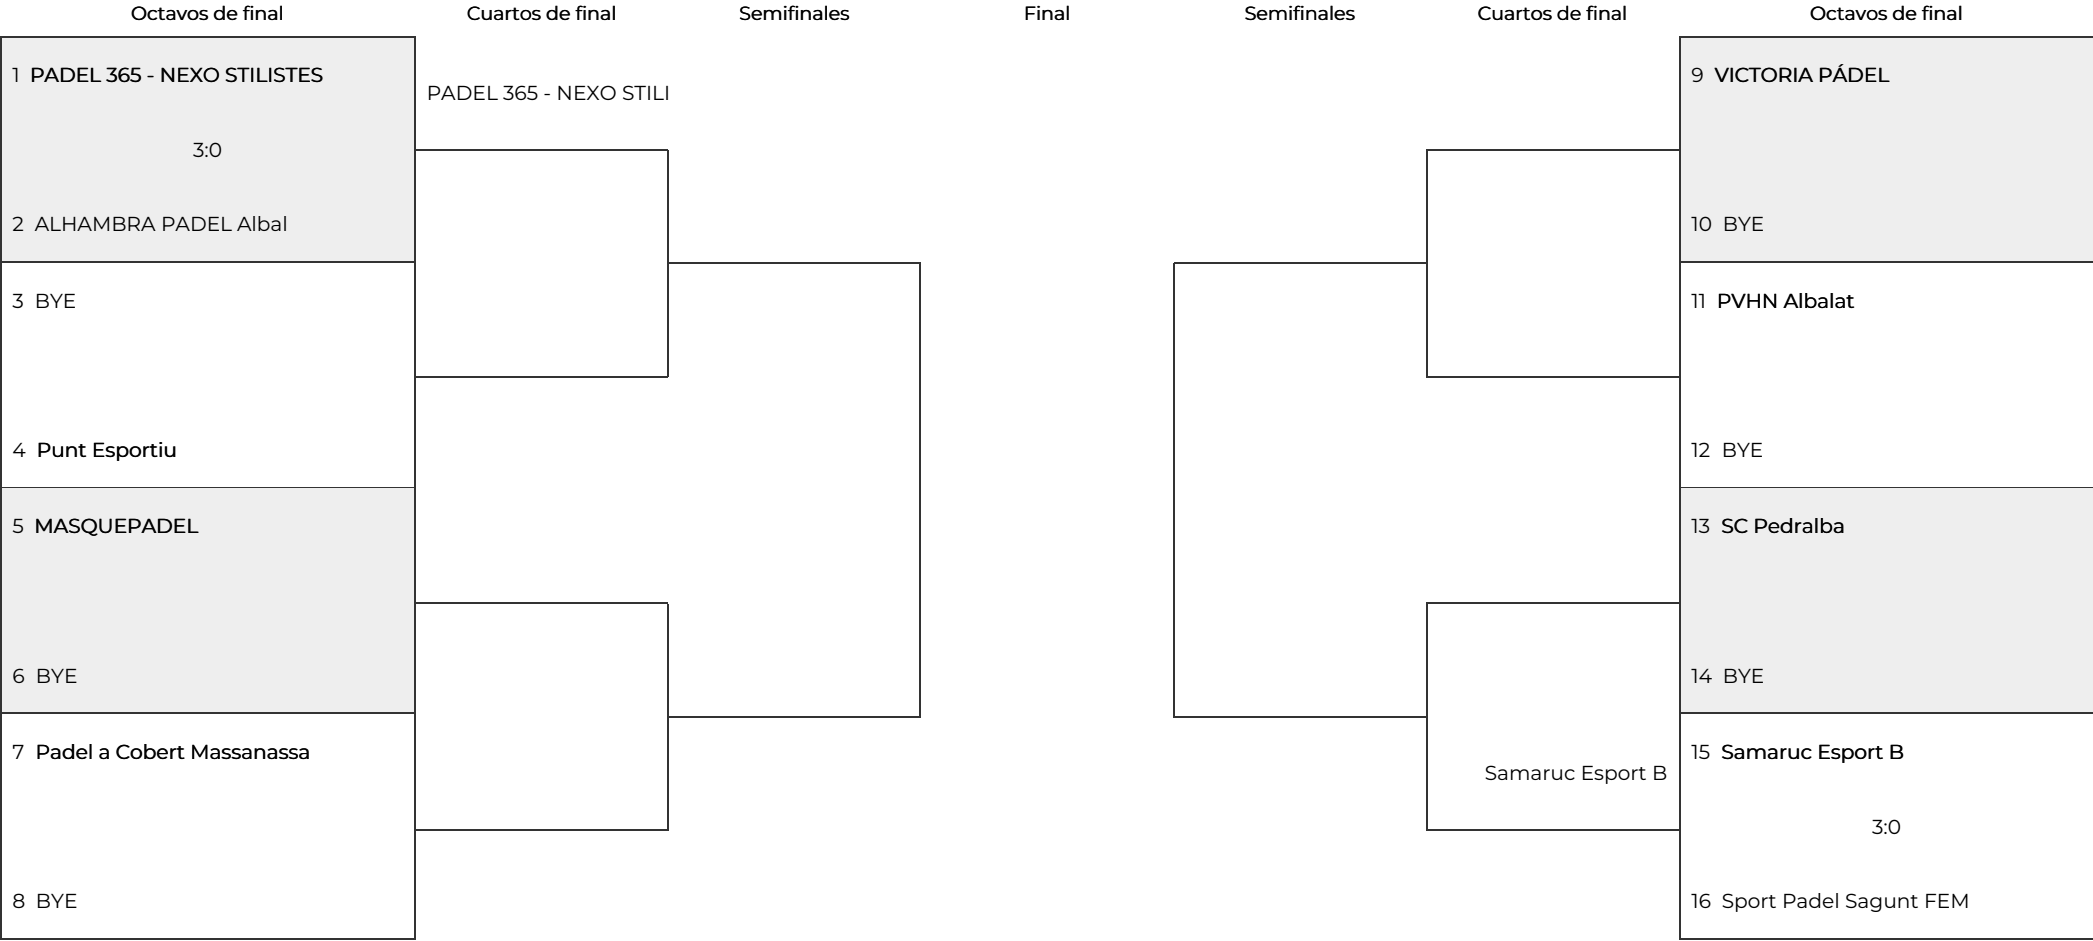 Octavos de final
Cuartos de final
Semifinales
Final
Semifinales
Cuartos de final
Octavos de final
1 PADEL 365 - NEXO STILISTES
3:0
2 ALHAMBRA PADEL Albal
3 BYE
4 Punt Esportiu
5 MASQUEPADEL
6 BYE
7 Padel a Cobert Massanassa
8 BYE
PADEL 365 - NEXO STILI
Samaruc Esport B
9 VICTORIA PÁDEL
10 BYE
11 PVHN Albalat
12 BYE
13 SC Pedralba
14 BYE
15 Samaruc Esport B
3:0
16 Sport Padel Sagunt FEM